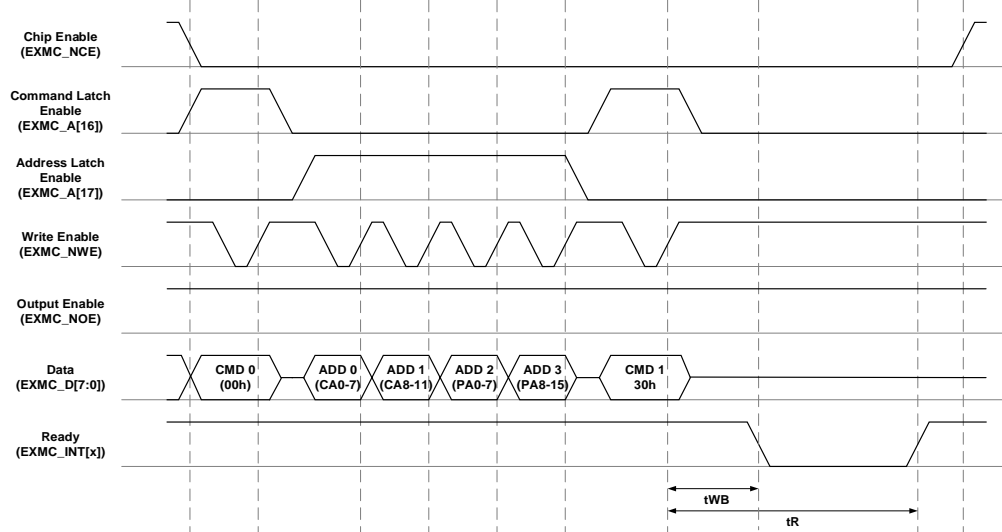 Chip Enable
(EXMC_NCE)
Command Latch
Enable
(EXMC_A[16])
Address Latch
Enable
(EXMC_A[17])
Write Enable
(EXMC_NWE)
Output Enable
(EXMC_NOE)
Data
(EXMC_D[7:0])
CMD 0
(00h)
ADD 0
(CA0-7)
ADD 1
(CA8-11)
ADD 2
(PA0-7)
ADD 3
(PA8-15)
CMD 1
30h
Ready
(EXMC_INT[x])
tWB
tR